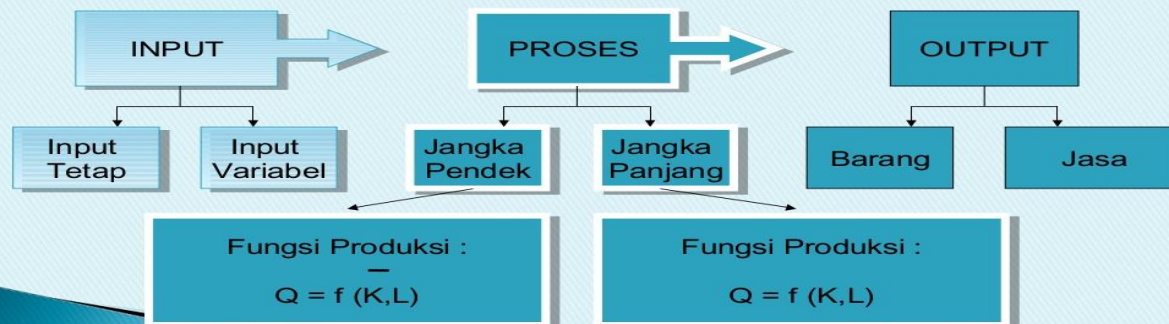 INPUT
PROSES
OUTPUT
Input
Tetap
Input
Variabel
Jangka
Pendek
Jangka
Panjang
Barang
Jasa
Fungsi Produksi :
Q = f (K̅,L)
Fungsi Produksi :
Q = f (K,L)